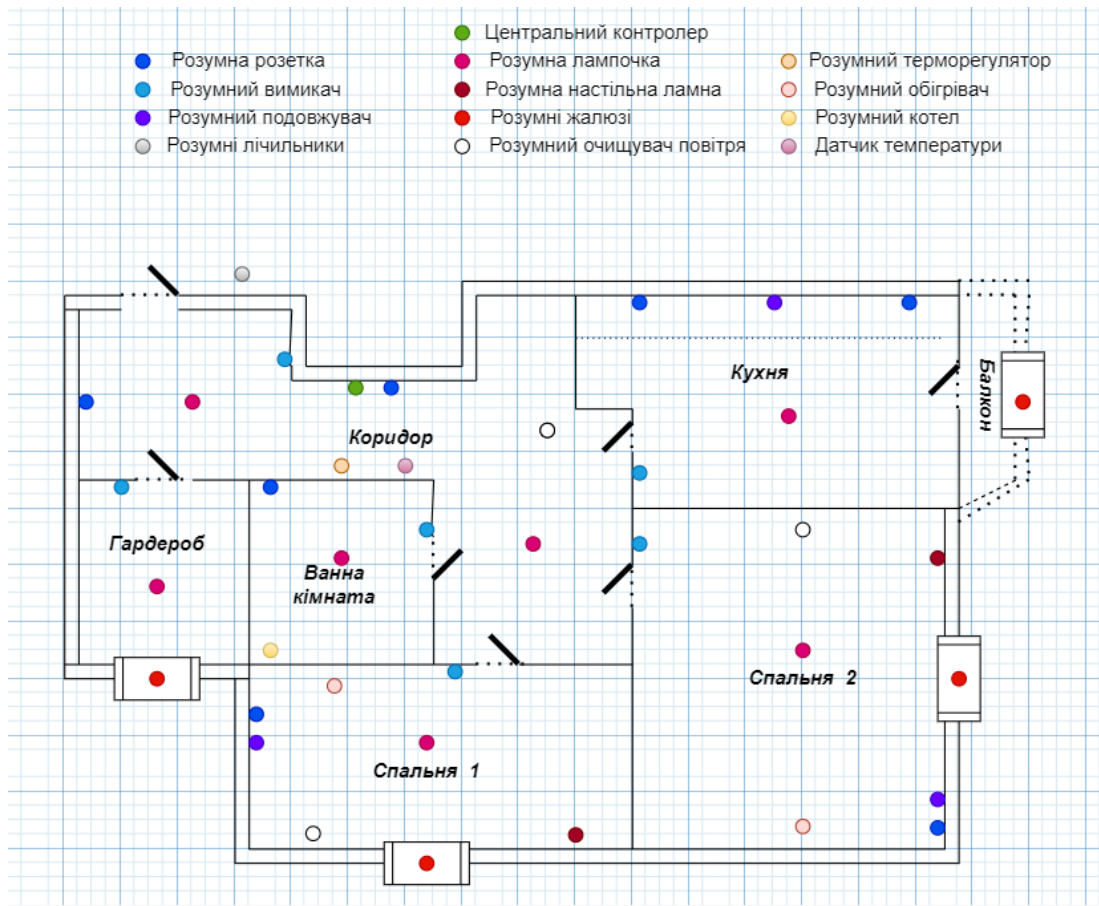 Центральний контролер
Розумна розетка
Розумна лампочка
Розумний терморегулятор
Розумний вимикач
Розумна настільна ламна
Розумний обігрівач
Розумний подовжувач
Розумні жалюзі
Розумний котел
Розумні лічильники
Розумний очищувач повітря
Датчик температури
Кухня
Балкон
Коридор
Гардероб
Ванна
кімната
Спальня 2
Спальня 1